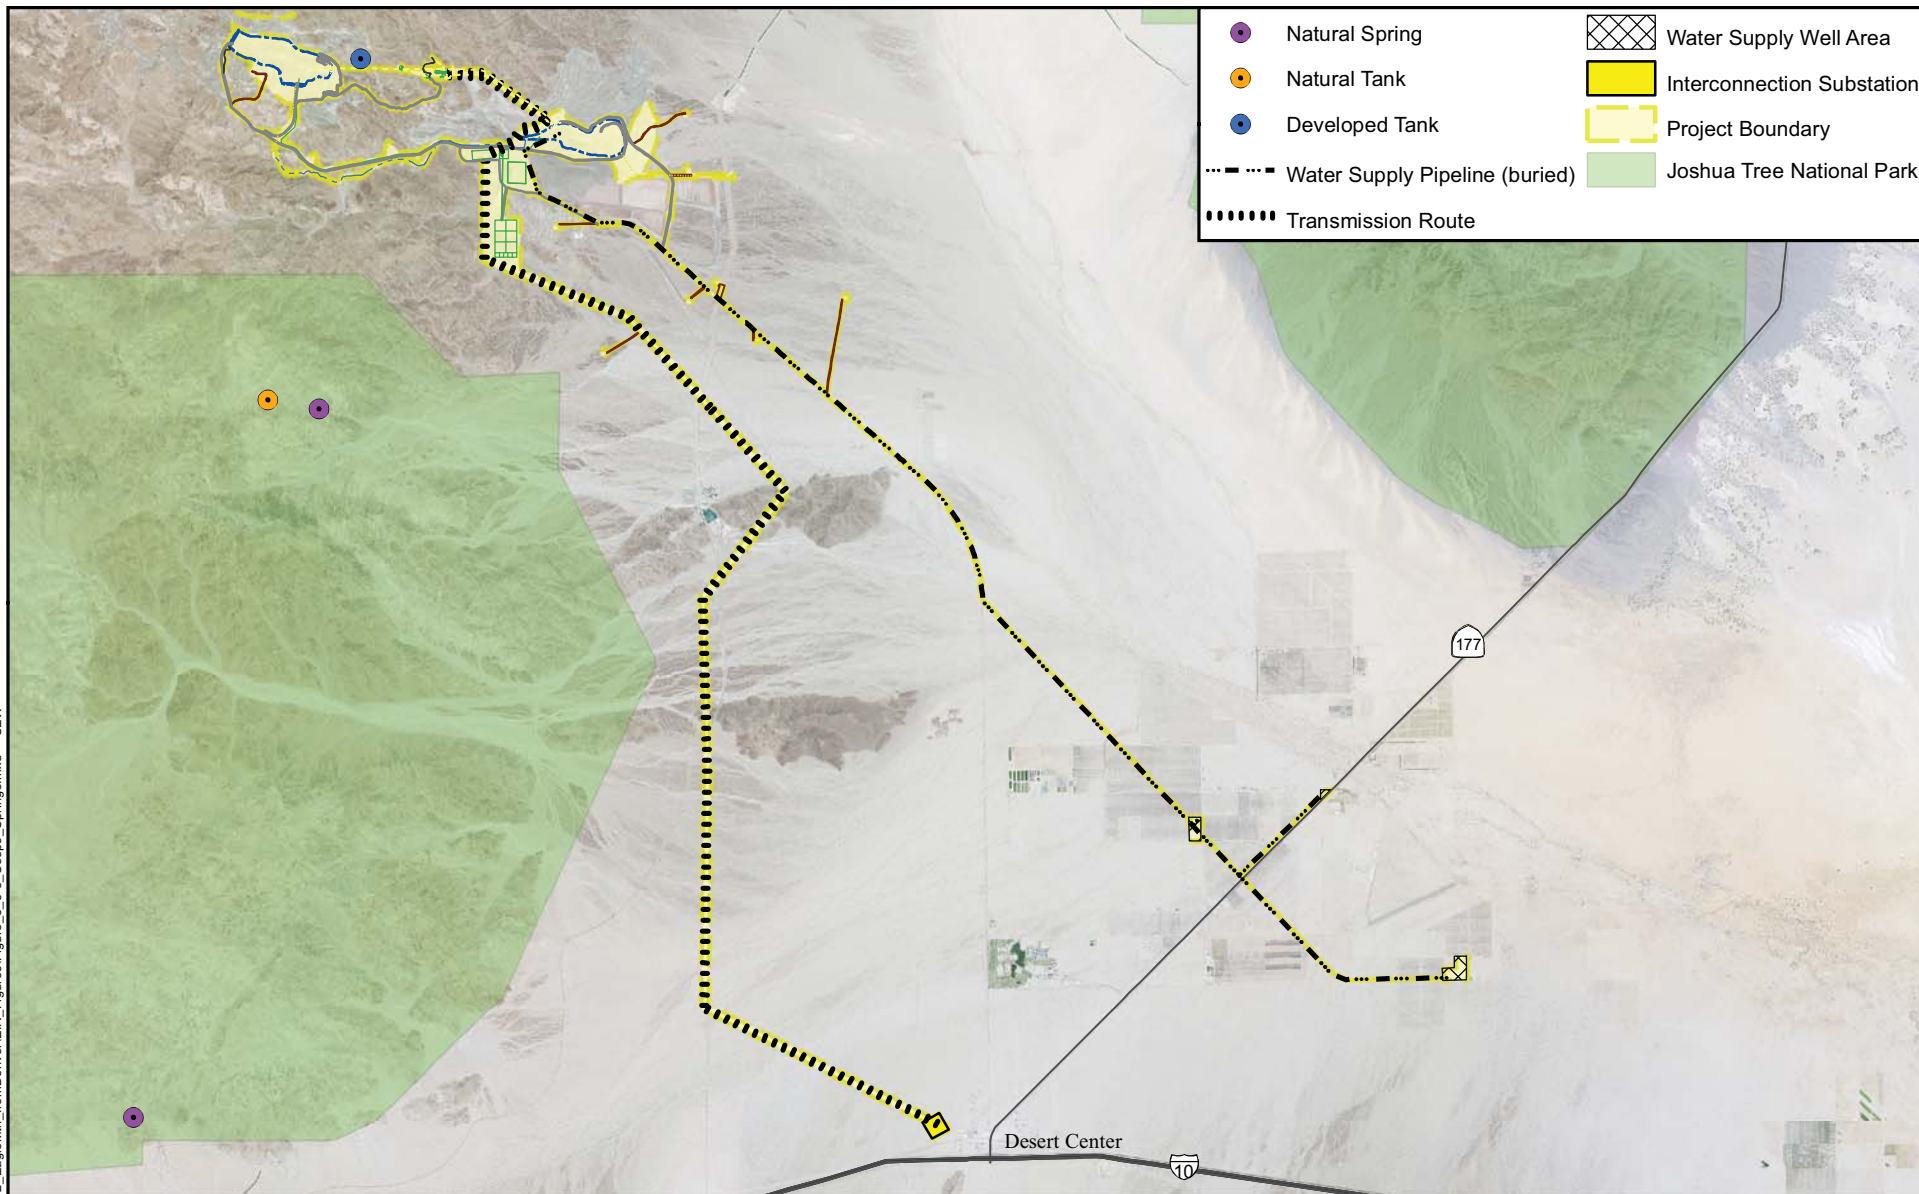 Natural Spring
Natural Tank
Developed Tank
Water Supply Pipeline (buried)
Transmission Route
Water Supply Well Area
Interconnection Substation
Project Boundary
Joshua Tree National Park
177
Desert Center
10